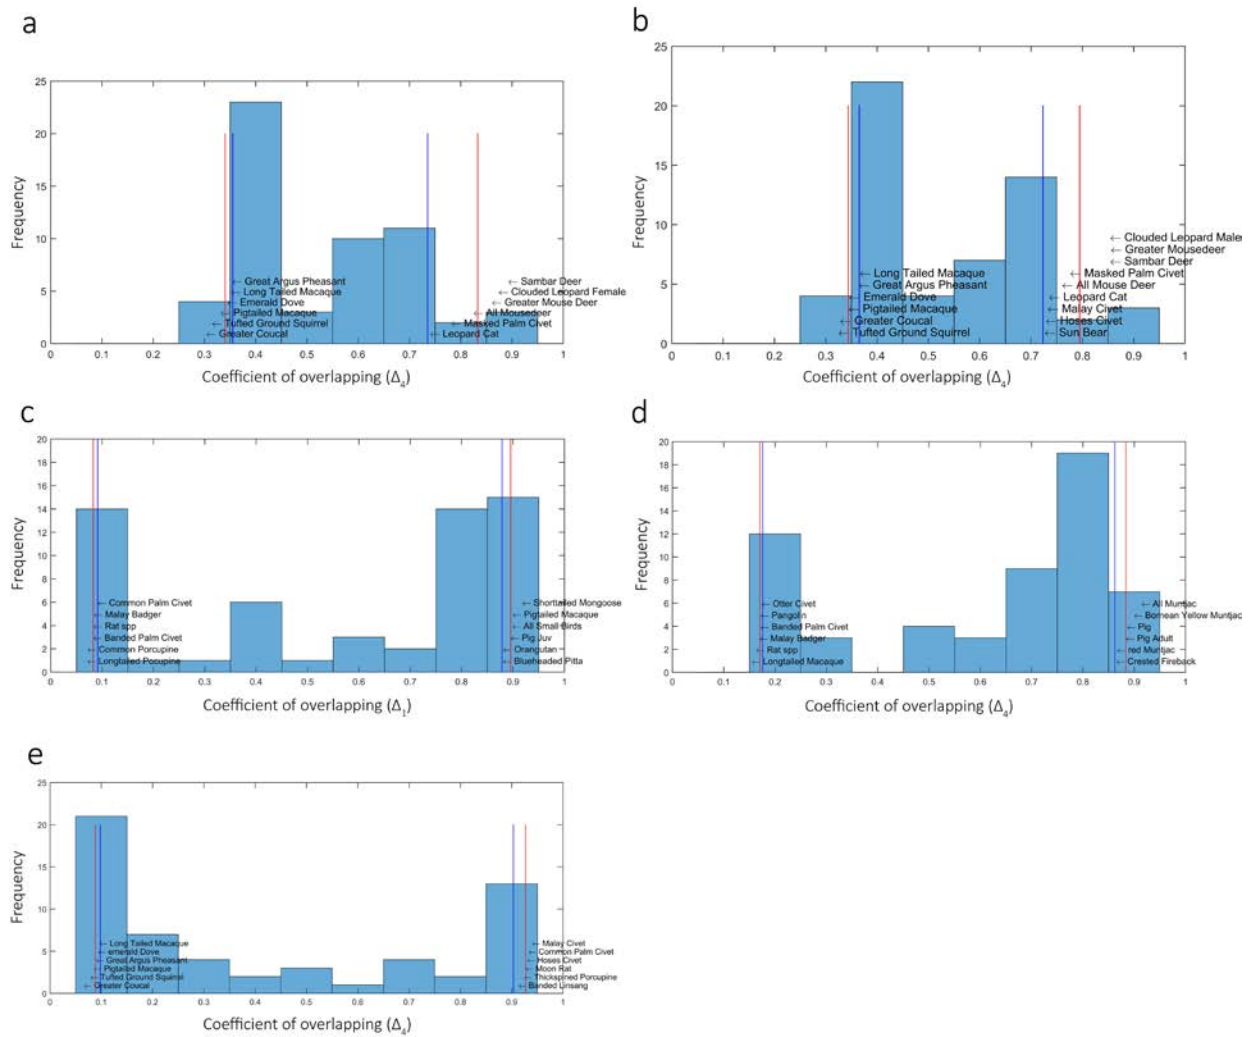 a
25
20
15
10
5
0
Frequency
← Great Argus Pheasant
← Long Tailed Macaque
← Emerald Dove
← Pigtailed Macaque
← Tufted Ground Squirrel
← Greater Coucal
← Sambar Deer
← Clouded Leopard Female
← Greater Mouse Deer
← All Mousedeer
← Masked Palm Civet
← Leopard Cat
0 0.1 0.2 0.3 0.4 0.5 0.6 0.7 0.8 0.9 1
Coefficient of overlapping (Δ4)
b
25
20
15
10
5
0
Frequency
← Long Tailed Macaque
← Great Argus Pheasant
← Emerald Dove
← Pigtailed Macaque
← Greater Coucal
← Tufted Ground Squirrel
← Clouded Leopard Male
← Greater Mousedeer
← Sambar Deer
← Masked Palm Civet
← All Mouse Deer
← Leopard Cat
← Malay Civet
← Hoses Civet
← Sun Bear
0 0.1 0.2 0.3 0.4 0.5 0.6 0.7 0.8 0.9 1
Coefficient of overlapping (Δ4)
c
20
18
16
14
12
10
8
6
4
2
0
Frequency
← Common Palm Civet
← Malay Badger
← Rat spp
← Banded Palm Civet
← Common Porcupine
← Longtailed Pocupine
← Shorttailed Mongoose
← Pigtailed Macaque
← All Small Birds
← Pig Juv
← Orangutan
← Blueheaded Pitta
0 0.1 0.2 0.3 0.4 0.5 0.6 0.7 0.8 0.9 1
Coefficient of overlapping (Δ1)
d
20
18
16
14
12
10
8
6
4
2
0
Frequency
← Otter Civet
← Pangolin
← Banded Palm Civet
← Malay Badger
← Rat spp
← Longtailed Macaque
← All Muntjac
← Bornean Yellow Muntjac
← Pig
← Pig Adult
← red Muntjac
← Crested Fireback
0 0.1 0.2 0.3 0.4 0.5 0.6 0.7 0.8 0.9 1
Coefficient of overlapping (Δ4)
e
25
20
15
10
5
0
Frequency
← Long Tailed Macaque
← emerald Dove
← Great Argus Pheasant
← Pigtailed Macaque
← Tufted Ground Squirrel
← Greater Coucal
← Malay Civet
← Common Palm Civet
← Hoses Civet
← Moon Rat
← Thickspined Porcupine
← Banded Linsang
0 0.1 0.2 0.3 0.4 0.5 0.6 0.7 0.8 0.9 1
Coefficient of overlapping (Δ4)